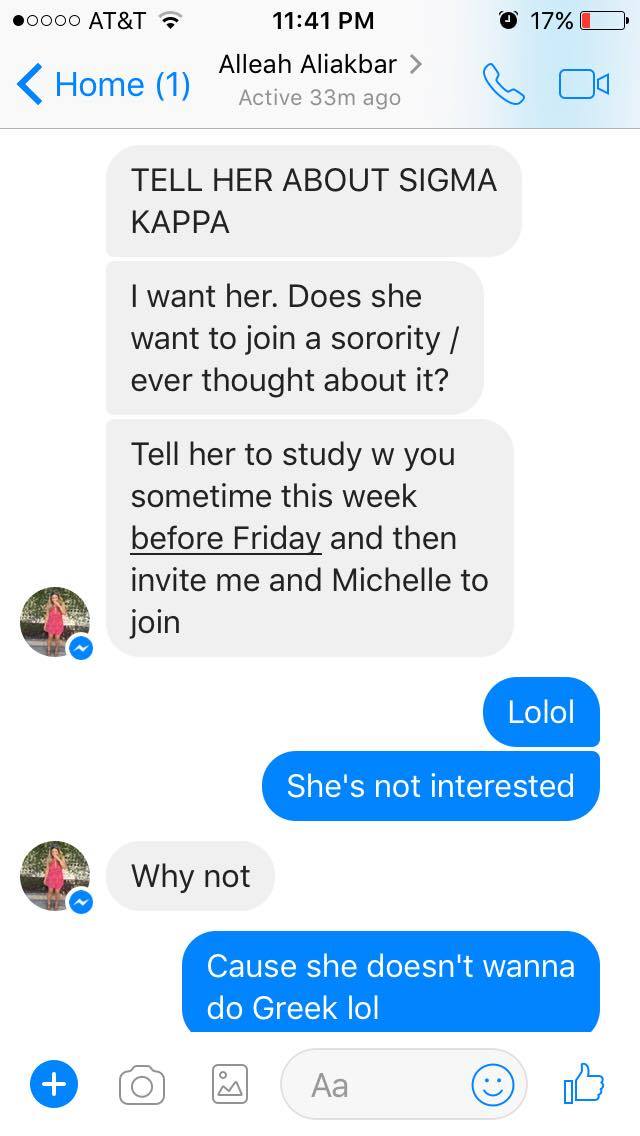 AT&T 11:41 PM 17%
Home (1) Alleah Aliakbar
Active 33m ago
TELL HER ABOUT SIGMA
KAPPA
I want her. Does she
want to join a sorority /
ever thought about it?
Tell her to study w you
sometime this week
before Friday and then
invite me and Michelle to
join
Lolol
She's not interested
Why not
Cause she doesn't wanna
do Greek lol
Aa